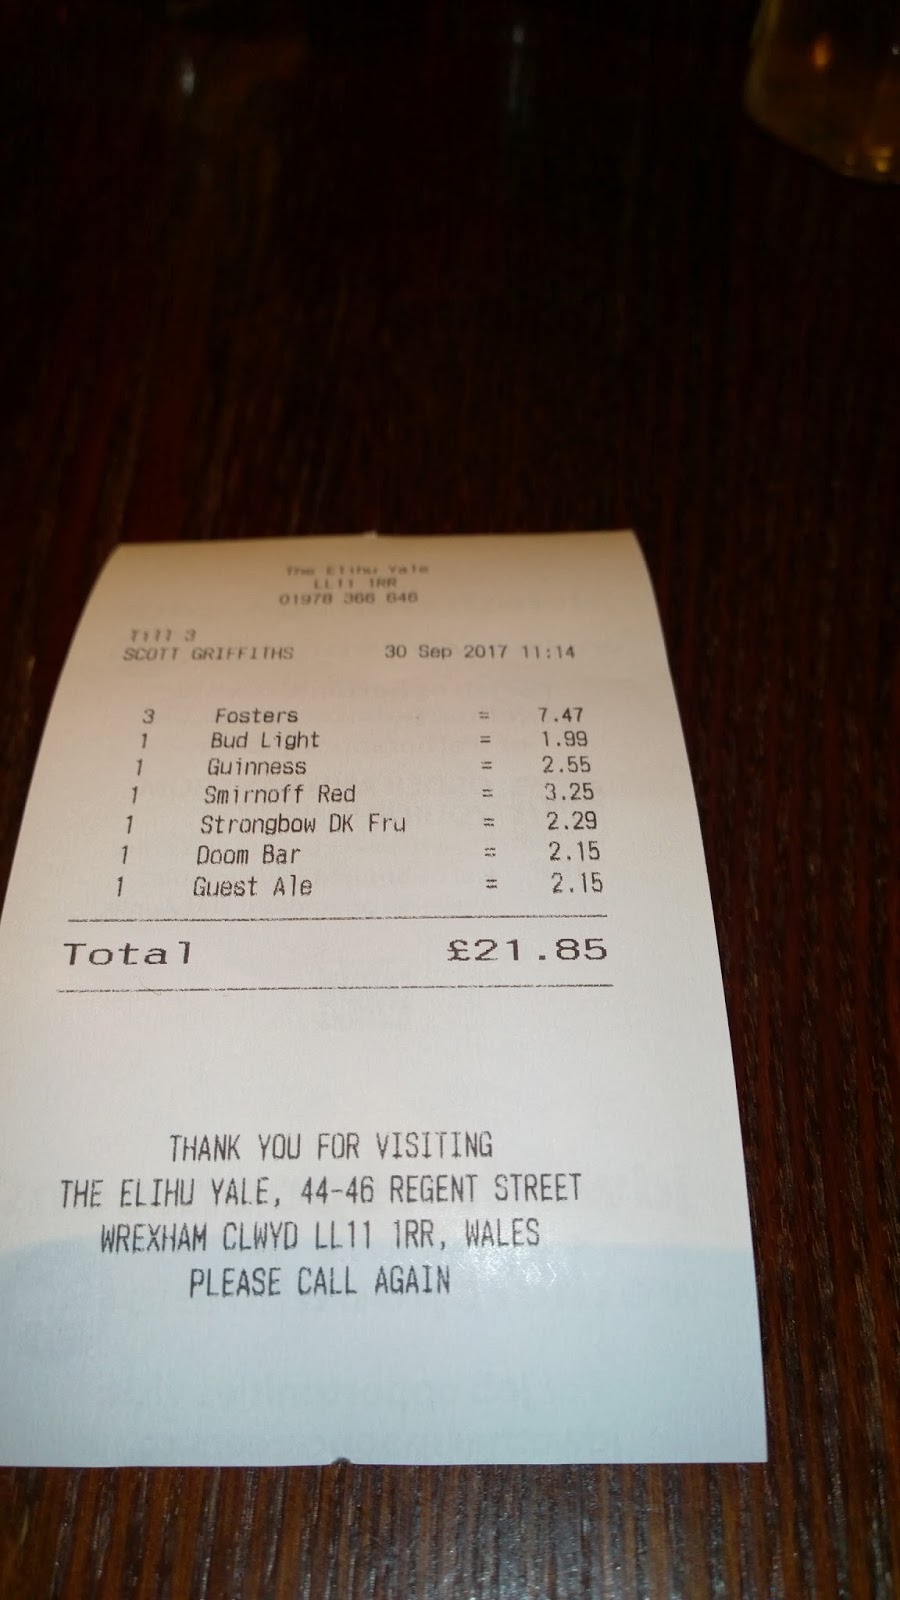 The Elihu Yale
LL11 1RR
01978 366 646
Till 3
SCOTT GRIFFITHS 30 Sep 2017 11:14
3 Fosters = 7.47
1 Bud Light = 1.99
1 Guinness = 2.55
1 Smirnoff Red = 3.25
1 Strongbow DK Fru = 2.29
1 Doom Bar = 2.15
1 Guest Ale = 2.15
Total £21.85
THANK YOU FOR VISITING
THE ELIHU YALE, 44-46 REGENT STREET
WREXHAM CLWYD LL11 1RR, WALES
PLEASE CALL AGAIN